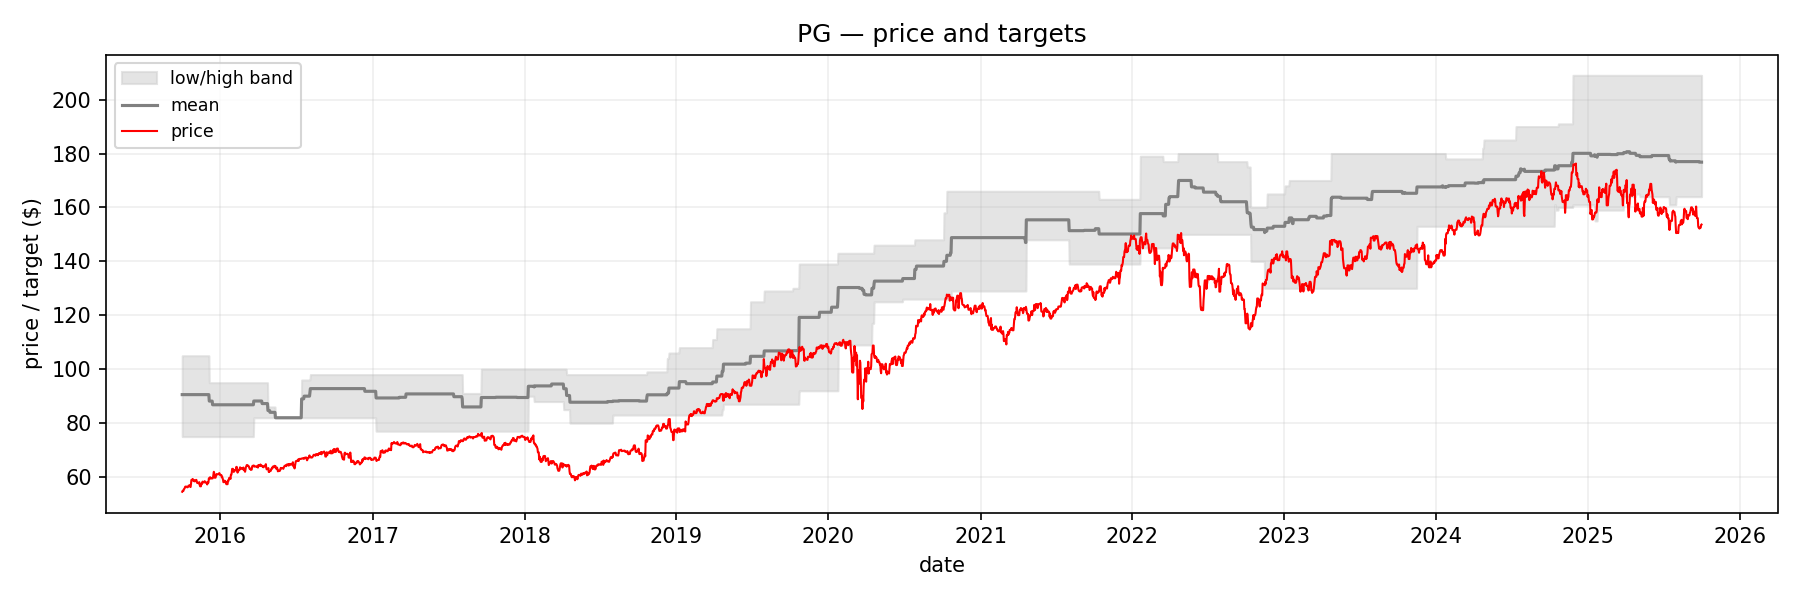 PG — price and targets
low/high band
mean
price
price / target ($)
200
180
160
140
120
100
80
60
2016 2017 2018 2019 2020 2021 2022 2023 2024 2025 2026
date